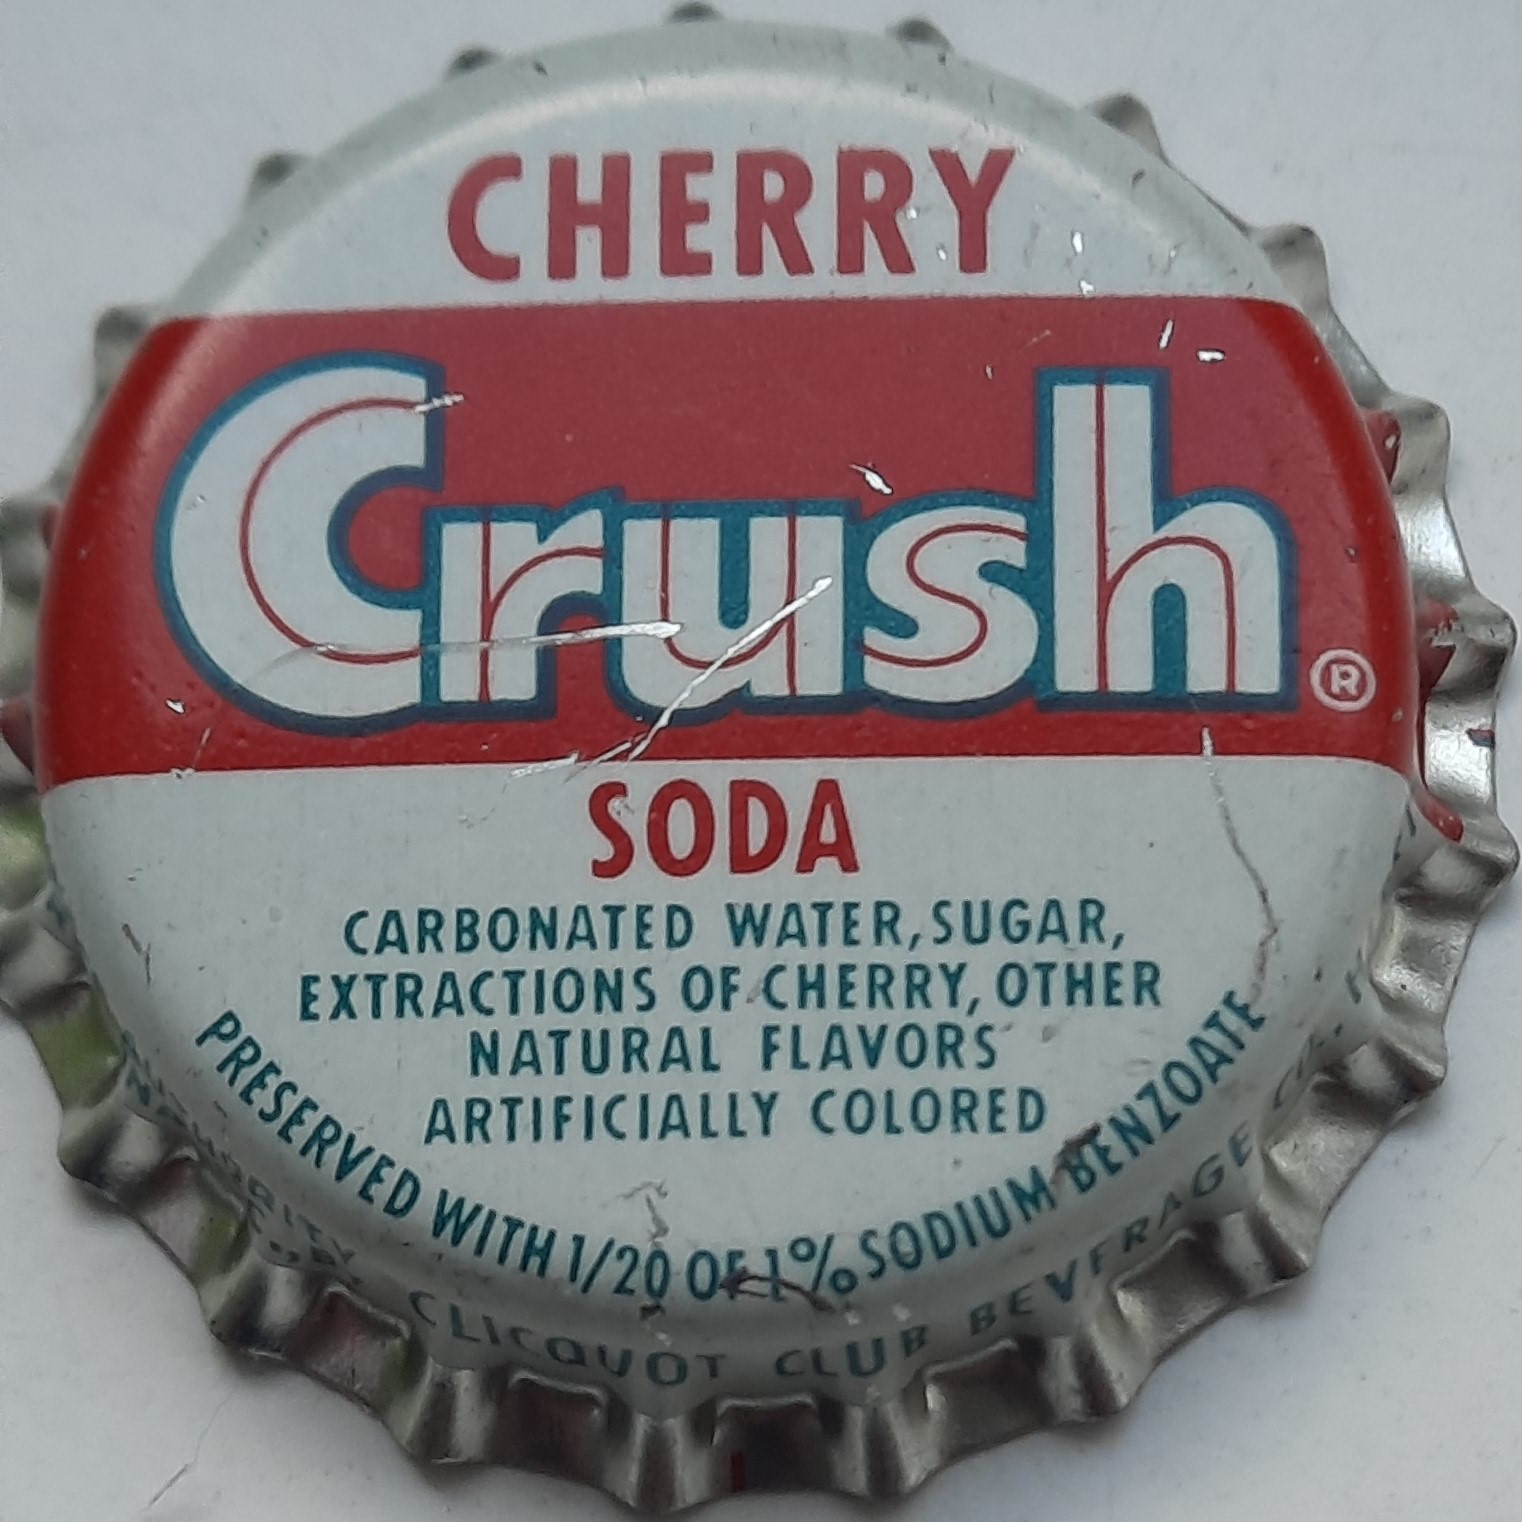 CHERRY
Crush®
SODA
CARBONATED WATER, SUGAR,
EXTRACTIONS OF CHERRY, OTHER
NATURAL FLAVORS
ARTIFICIALLY COLORED
PRESERVED WITH 1/20 OF 1% SODIUM BENZOATE
CLICQUOT CLUB BEVERAGE